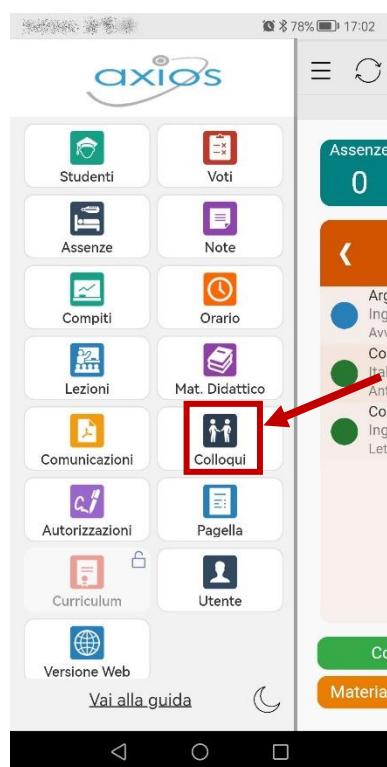 78% 17:02
axios
Studenti Voti
Assenze Note
Compiti Orario
Lezioni Mat. Didattico
Comunicazioni Colloqui
Autorizzazioni Pagella
Curriculum Utente
Versione Web
Vai alla guida
Assenze
0
Arg
Ing
Avv
Co
Ital
Ant
Co
Ing
Let
Co
Materia